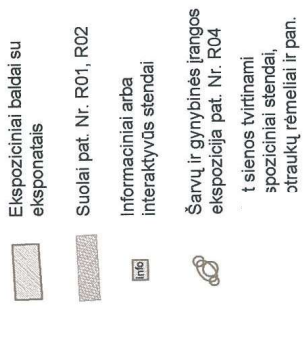 Ekspoziciniai baldai su
eksponatais
Suolai pat. Nr. R01, R02
Info
Informaciniai arba
interaktyvūs stendai
Šarvų ir gynybinės įrangos
ekspozicija pat. Nr. R04
t sienos tvirtinami
spoziciniai stendai,
otraukų rėmeliai ir pan.